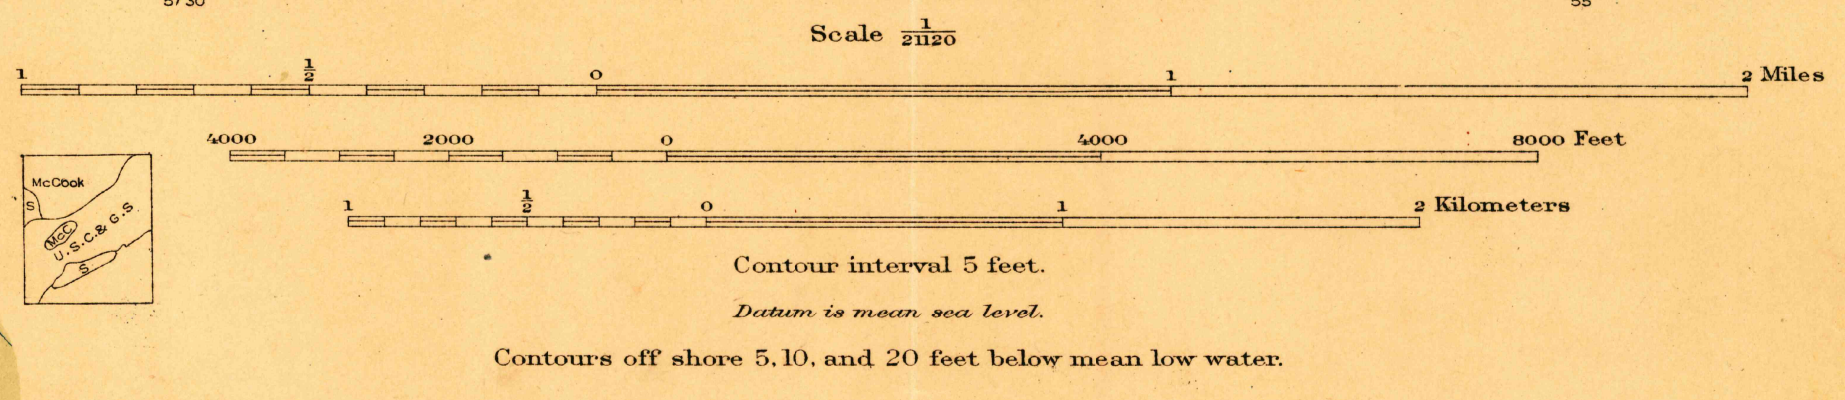 5730
55
Scale 1/21120
1 1/2 0 1 2 Miles
4000 2000 0 4000 8000 Feet
1 1/2 0 1 2 Kilometers
McCook
S
McC
U.S.C.& G.S
S
Contour interval 5 feet.
Datum is mean sea level.
Contours off shore 5, 10, and 20 feet below mean low water.